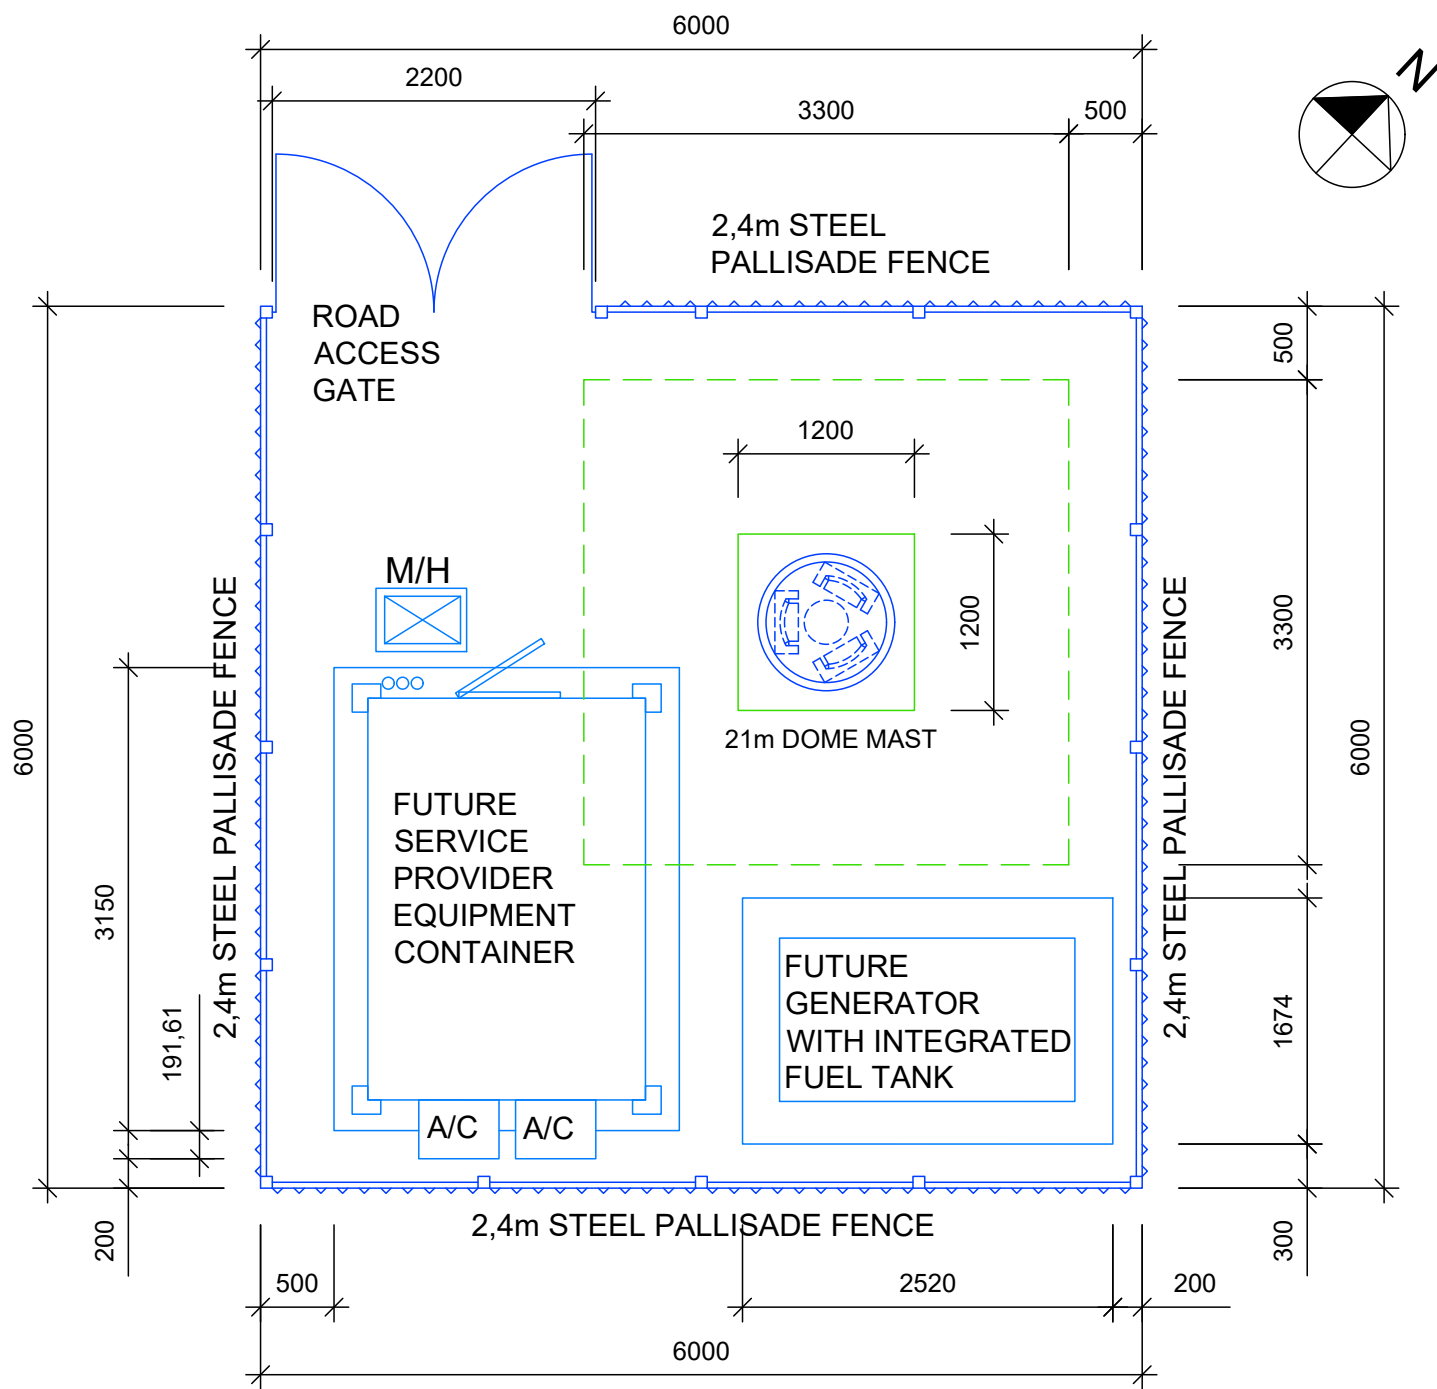 6000
2200
3300
500
N
2,4m STEEL
PALLISADE FENCE
ROAD
ACCESS
GATE
500
1200
M/H
1200
3300
2,4m STEEL PALLISADE FENCE
2,4m STEEL PALLISADE FENCE
6000
6000
21m DOME MAST
FUTURE
SERVICE
PROVIDER
EQUIPMENT
CONTAINER
3150
FUTURE
GENERATOR
WITH INTEGRATED
FUEL TANK
191,61
1674
A/C
A/C
2,4m STEEL PALLISADE FENCE
200
300
500
2520
200
6000